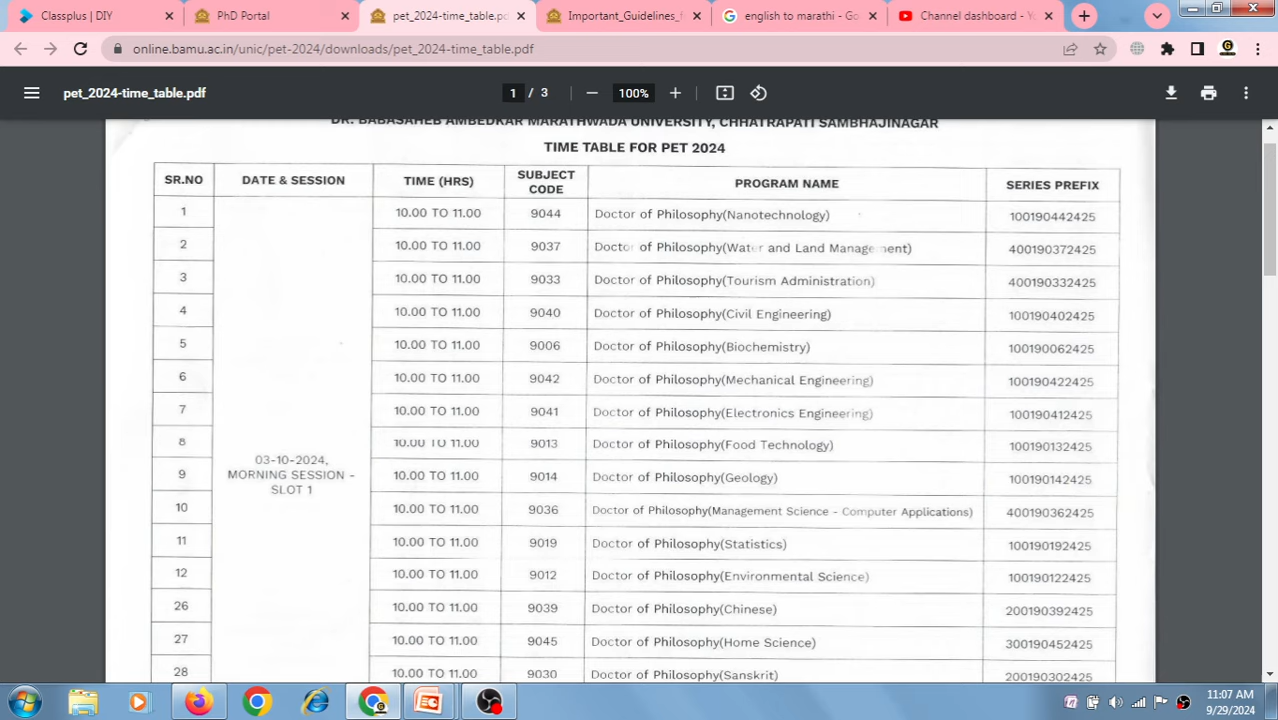 Classplus | DIY
PhD Portal
pet_2024-time_table.pdf
Important_Guidelines_f
english to marathi - Go
Channel dashboard - Y
online.bamu.ac.in/unic/pet-2024/downloads/pet_2024-time_table.pdf
pet_2024-time_table.pdf
1 / 3
100%
DR. BABASAHEB AMBEDKAR MARATHWADA UNIVERSITY, CHHATRAPATI SAMBHAJINAGAR
TIME TABLE FOR PET 2024
SR.NO DATE & SESSION TIME (HRS) SUBJECT CODE PROGRAM NAME SERIES PREFIX
1 10.00 TO 11.00 9044 Doctor of Philosophy(Nanotechnology) 100190442425
2 10.00 TO 11.00 9037 Doctor of Philosophy(Water and Land Management) 400190372425
3 10.00 TO 11.00 9033 Doctor of Philosophy(Tourism Administration) 400190332425
4 10.00 TO 11.00 9040 Doctor of Philosophy(Civil Engineering) 100190402425
5 10.00 TO 11.00 9006 Doctor of Philosophy(Biochemistry) 100190062425
6 10.00 TO 11.00 9042 Doctor of Philosophy(Mechanical Engineering) 100190422425
7 10.00 TO 11.00 9041 Doctor of Philosophy(Electronics Engineering) 100190412425
8 10.00 TO 11.00 9013 Doctor of Philosophy(Food Technology) 100190132425
03-10-2024,
MORNING SESSION -
SLOT 1
9 10.00 TO 11.00 9014 Doctor of Philosophy(Geology) 100190142425
10 10.00 TO 11.00 9036 Doctor of Philosophy(Management Science - Computer Applications) 400190362425
11 10.00 TO 11.00 9019 Doctor of Philosophy(Statistics) 100190192425
12 10.00 TO 11.00 9012 Doctor of Philosophy(Environmental Science) 100190122425
26 10.00 TO 11.00 9039 Doctor of Philosophy(Chinese) 200190392425
27 10.00 TO 11.00 9045 Doctor of Philosophy(Home Science) 300190452425
28 10.00 TO 11.00 9030 Doctor of Philosophy(Sanskrit) 200190302425
11:07 AM
9/29/2024